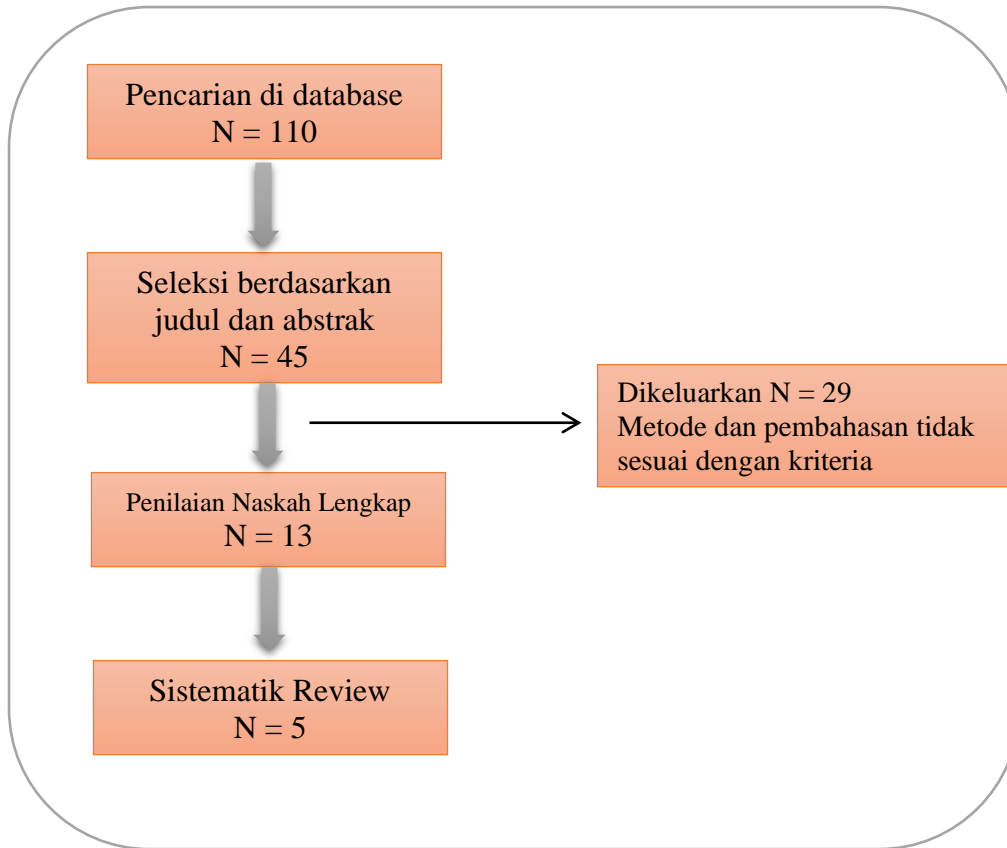 Pencarian di database
N = 110
Seleksi berdasarkan
judul dan abstrak
N = 45
Dikeluarkan N = 29
Metode dan pembahasan tidak
sesuai dengan kriteria
Penilaian Naskah Lengkap
N = 13
Sistematik Review
N = 5